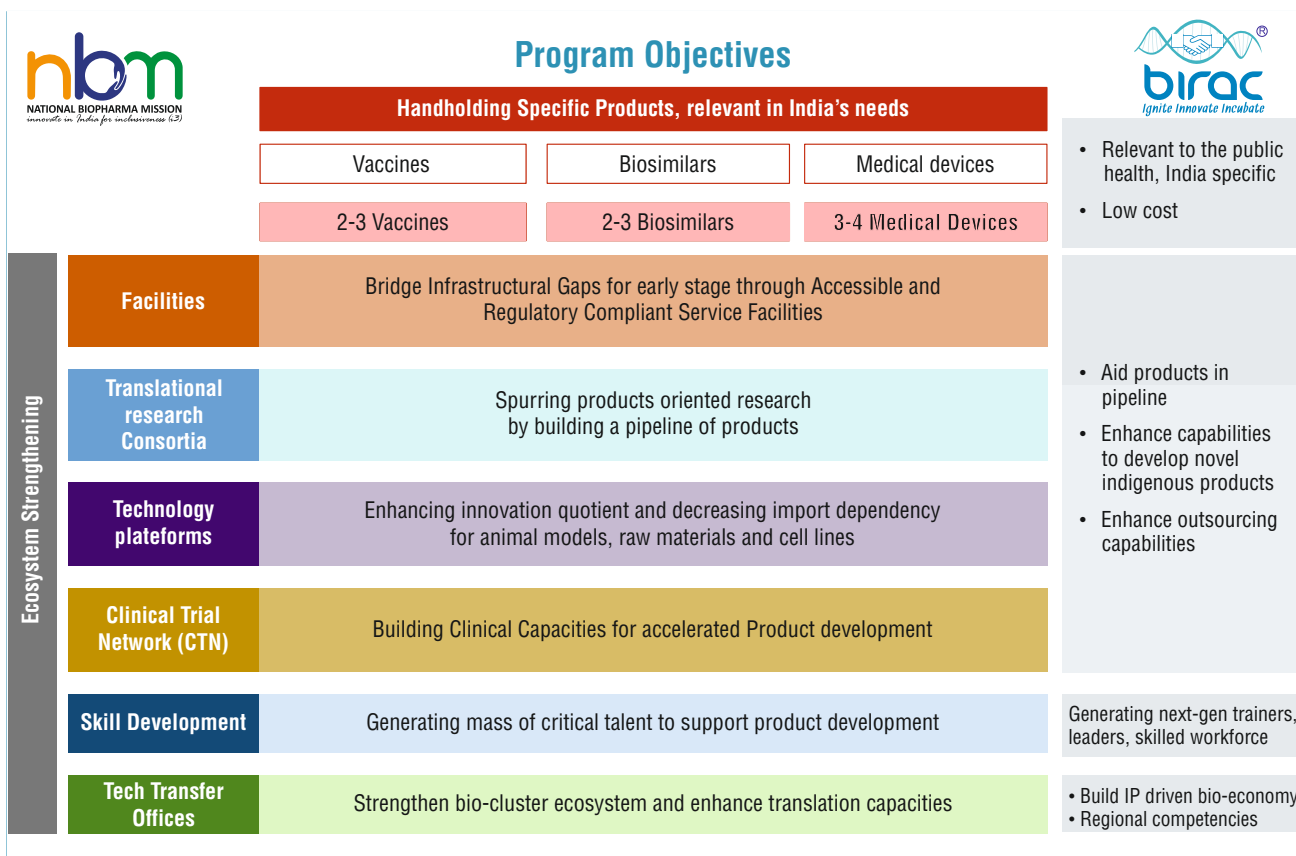 nbm
NATIONAL BIOPHARMA MISSION
innovate in India for inclusiveness (i3)
Program Objectives
®
birac
Ignite Innovate Incubate
Handholding Specific Products, relevant in India's needs
Vaccines
Biosimilars
Medical devices
2-3 Vaccines
2-3 Biosimilars
3-4 Medical Devices
• Relevant to the public
health, India specific
• Low cost
Ecosystem Strengthening
Facilities
Bridge Infrastructural Gaps for early stage through Accessible and
Regulatory Compliant Service Facilities
Translational
research
Consortia
Spurring products oriented research
by building a pipeline of products
Technology
plateforms
Enhancing innovation quotient and decreasing import dependency
for animal models, raw materials and cell lines
Clinical Trial
Network (CTN)
Building Clinical Capacities for accelerated Product development
• Aid products in
pipeline
• Enhance capabilities
to develop novel
indigenous products
• Enhance outsourcing
capabilities
Skill Development
Generating mass of critical talent to support product development
Generating next-gen trainers,
leaders, skilled workforce
Tech Transfer
Offices
Strengthen bio-cluster ecosystem and enhance translation capacities
• Build IP driven bio-economy
• Regional competencies